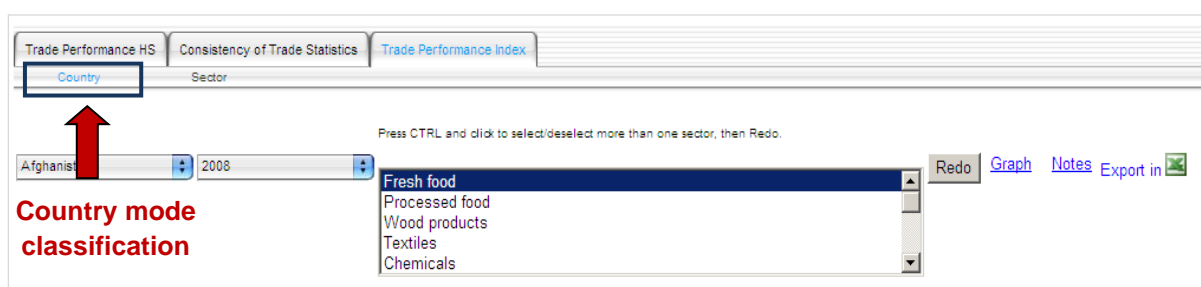 Trade Performance HS Consistency of Trade Statistics Trade Performance Index
Country Sector
Press CTRL and click to select/deselect more than one sector, then Redo.
Afghanist 2008 Redo Graph Notes Export in
Fresh food
Processed food
Wood products
Textiles
Chemicals
Country mode
classification